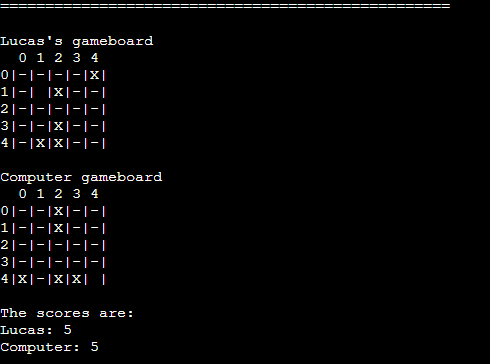 ==================================================
Lucas's gameboard
  0 1 2 3 4
0|-|-|-|-|X|
1|-| |X|-|-|
2|-|-|-|-|-|
3|-|-|X|-|-|
4|-|X|X|-|-|
Computer gameboard
  0 1 2 3 4
0|-|-|X|-|-|
1|-|-|X|-|-|
2|-|-|-|-|-|
3|-|-|-|-|-|
4|X|-|X|X| |
The scores are:
Lucas: 5
Computer: 5